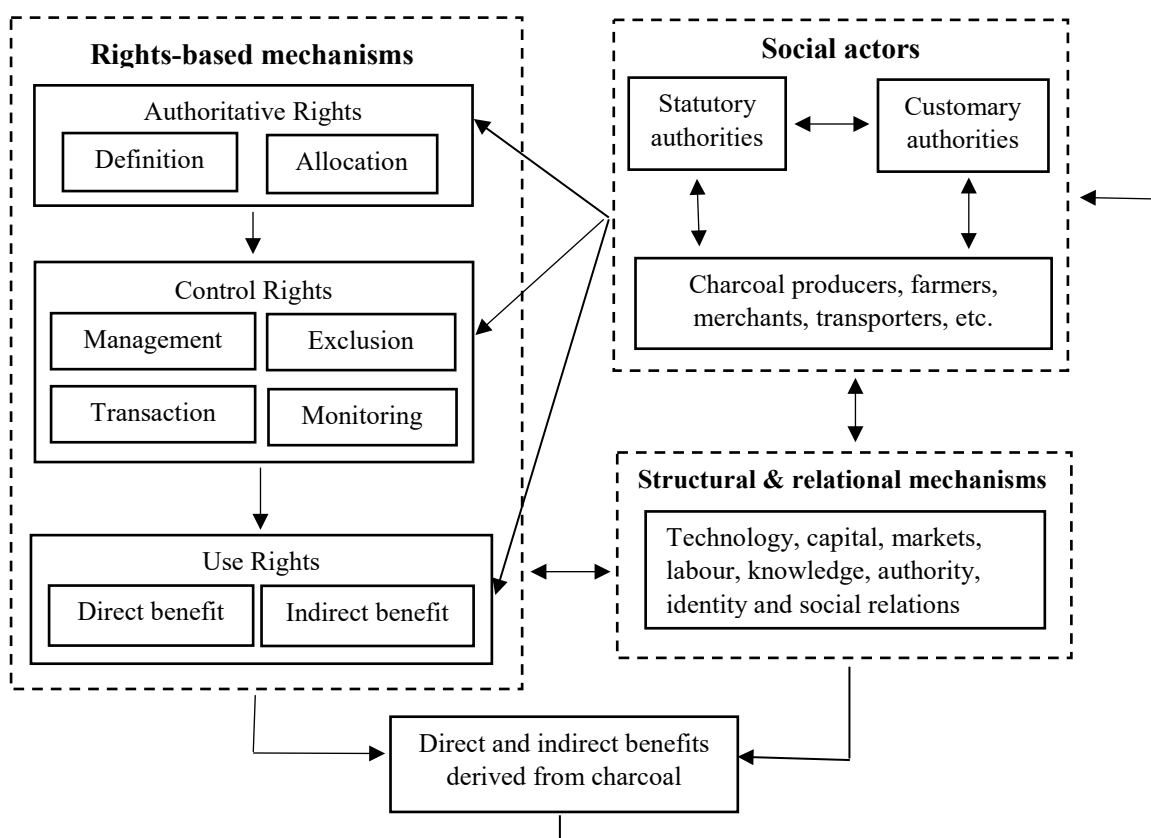 Rights-based mechanisms
Authoritative Rights
Definition
Allocation
Control Rights
Management
Exclusion
Transaction
Monitoring
Use Rights
Direct benefit
Indirect benefit
Social actors
Statutory
authorities
Customary
authorities
Charcoal producers, farmers,
merchants, transporters, etc.
Structural & relational mechanisms
Technology, capital, markets,
labour, knowledge, authority,
identity and social relations
Direct and indirect benefits
derived from charcoal